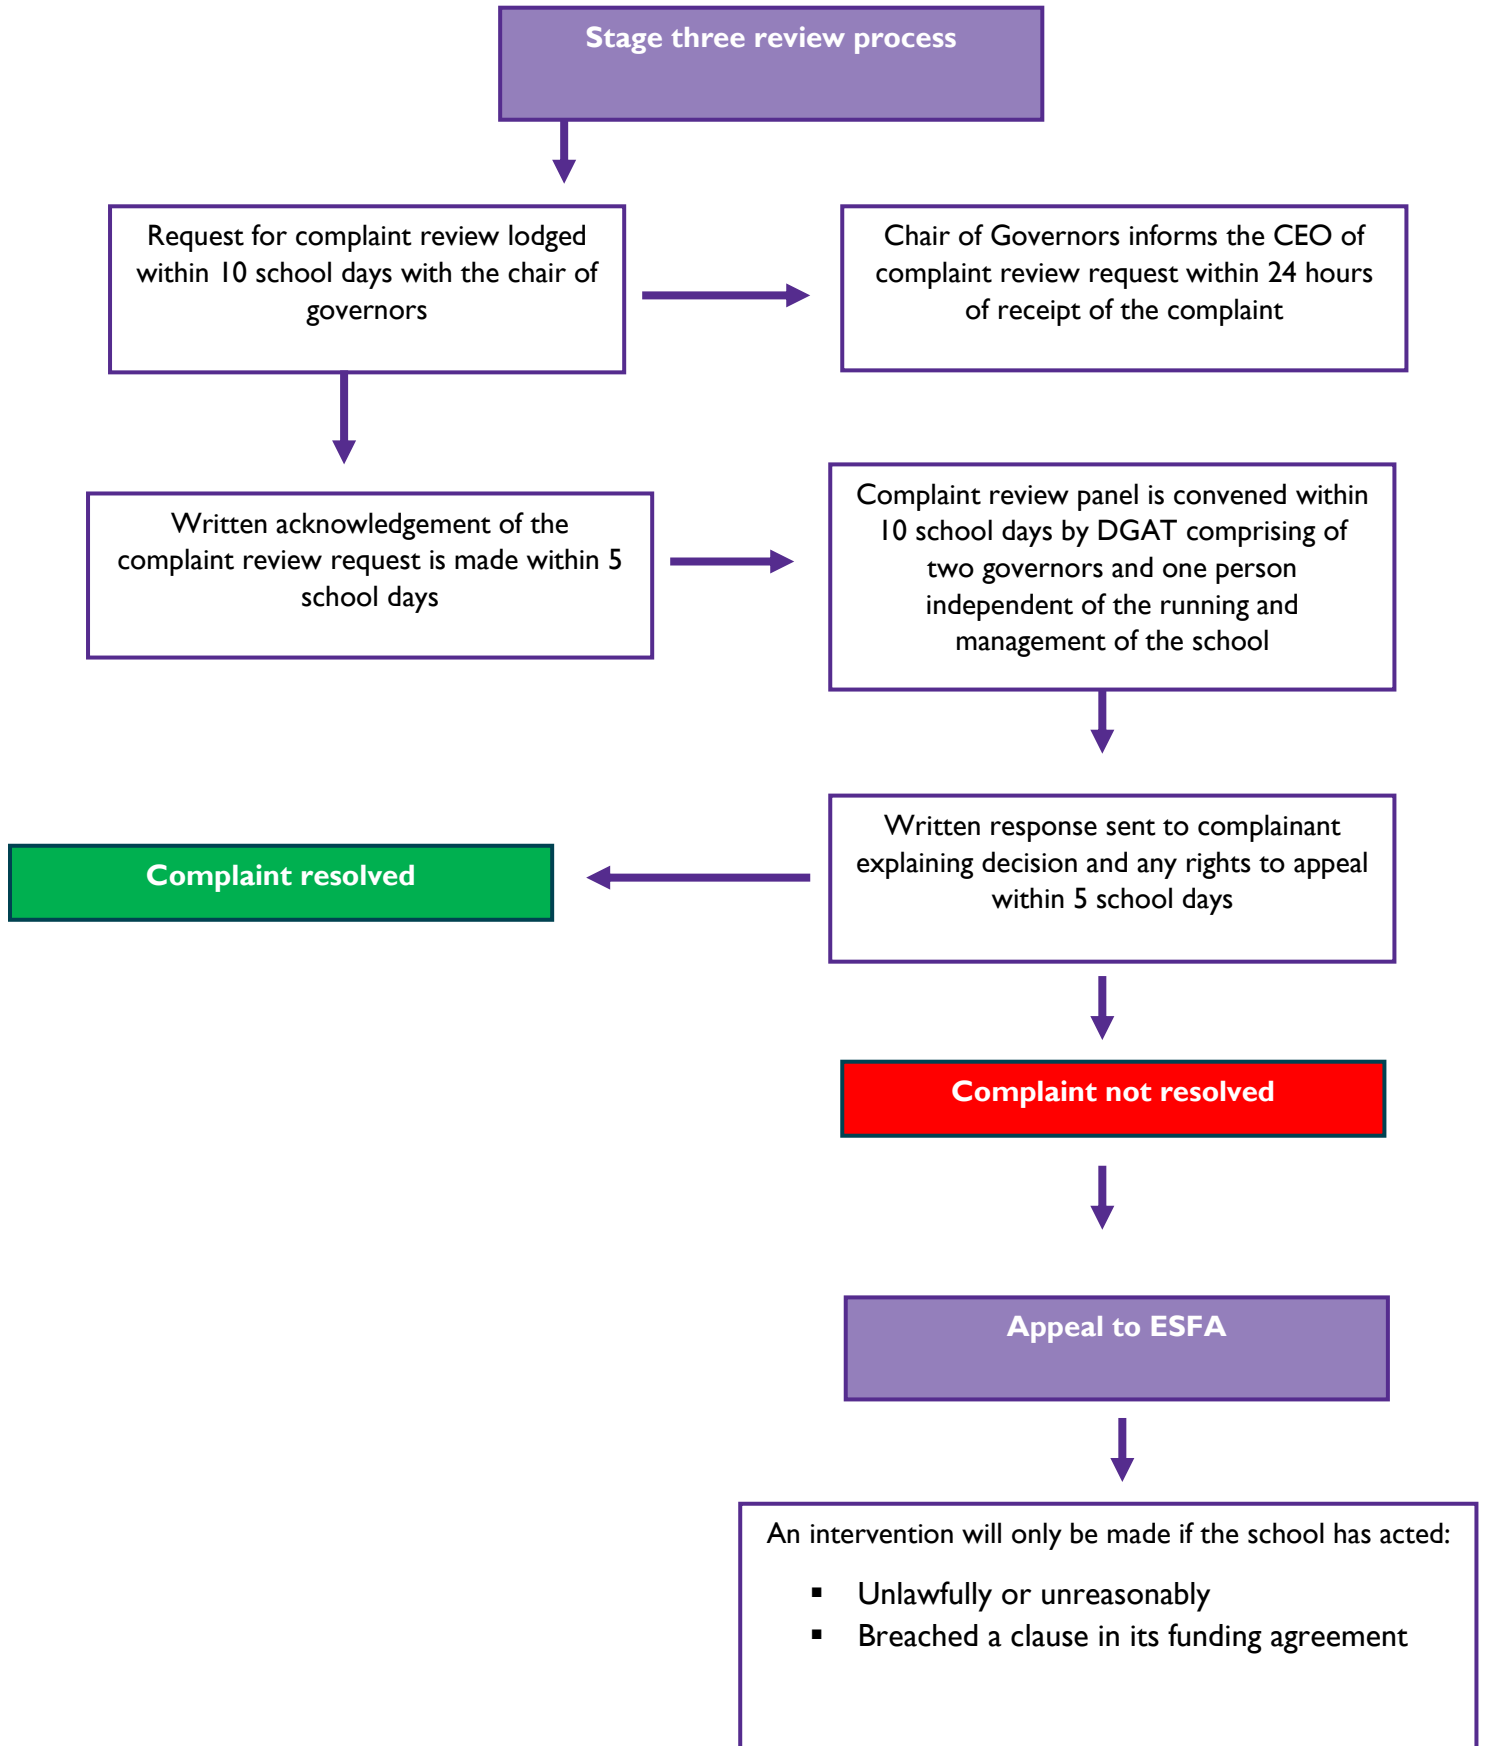 Stage three review process
Request for complaint review lodged
within 10 school days with the chair of
governors
Chair of Governors informs the CEO of
complaint review request within 24 hours
of receipt of the complaint
Written acknowledgement of the
complaint review request is made within 5
school days
Complaint review panel is convened within
10 school days by DGAT comprising of
two governors and one person
independent of the running and
management of the school
Written response sent to complainant
explaining decision and any rights to appeal
within 5 school days
Complaint resolved
Complaint not resolved
Appeal to ESFA
An intervention will only be made if the school has acted:
▪ Unlawfully or unreasonably
▪ Breached a clause in its funding agreement